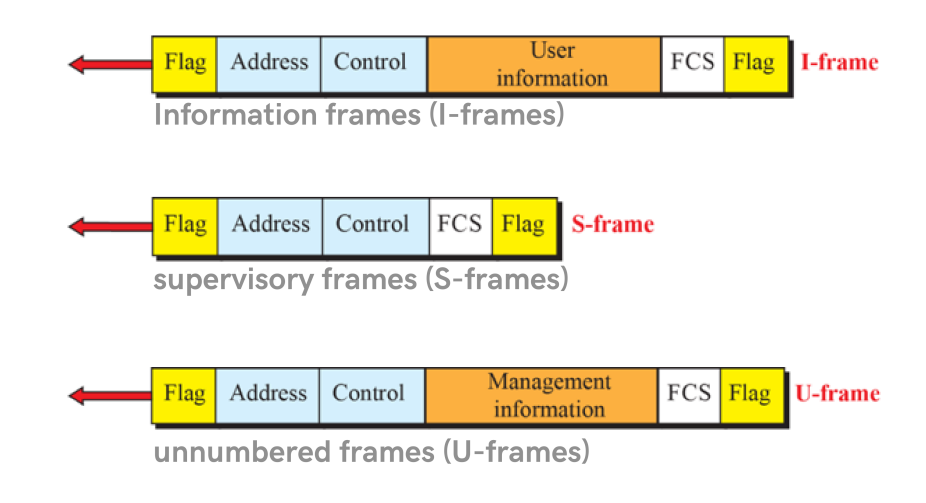 Flag Address Control User information FCS Flag I-frame
Information frames (I-frames)
Flag Address Control FCS Flag S-frame
supervisory frames (S-frames)
Flag Address Control Management information FCS Flag U-frame
unnumbered frames (U-frames)